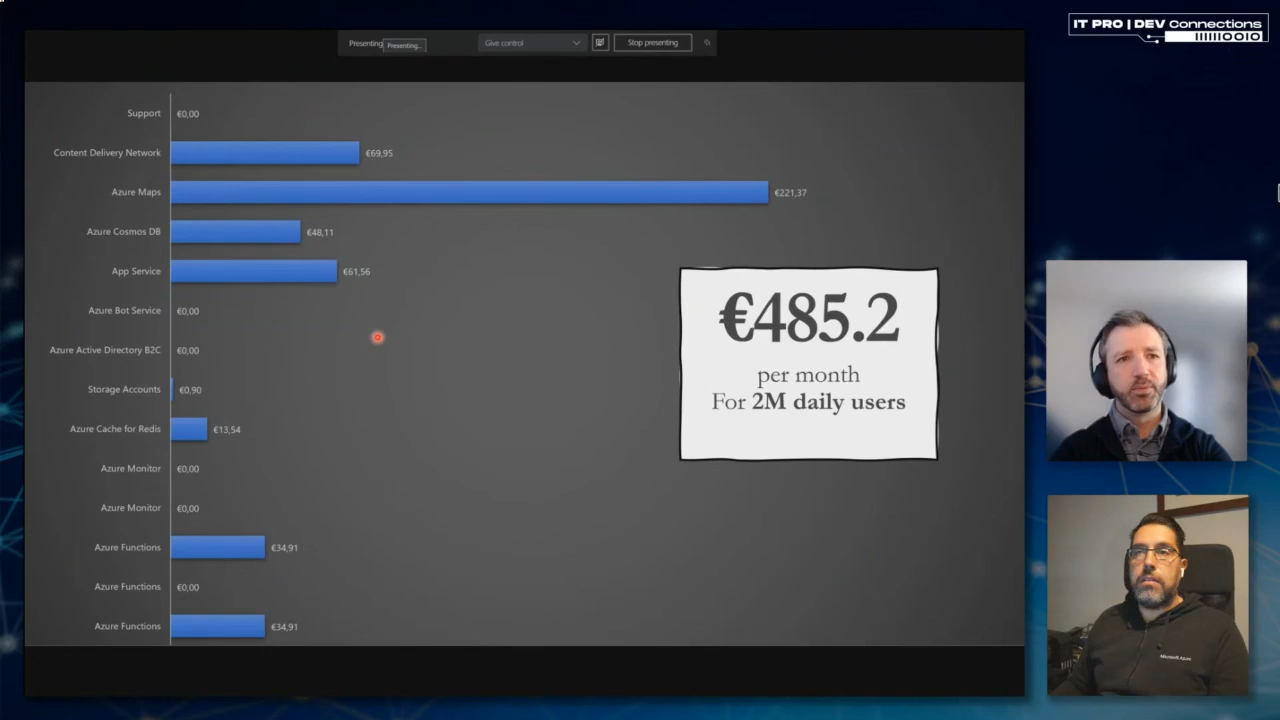 IT PRO | DEV Connections
IIIIIIOOIO
Presenting
Presenting...
Give control
Stop presenting
Support €0,00
Content Delivery Network €69,95
Azure Maps €221,37
Azure Cosmos DB €48,11
App Service €61,56
Azure Bot Service €0,00
Azure Active Directory B2C €0,00
Storage Accounts €0,90
Azure Cache for Redis €13,54
Azure Monitor €0,00
Azure Monitor €0,00
Azure Functions €34,91
Azure Functions €0,00
Azure Functions €34,91
€485.2
per month
For 2M daily users
Microsoft Azure